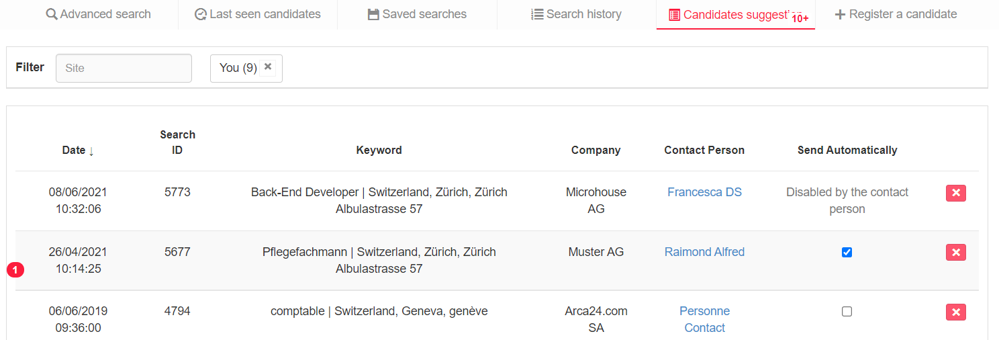 Advanced search
Last seen candidates
Saved searches
Search history
Candidates suggest
10+
Register a candidate
Filter
Site
You (9)
Search
Date ↓
ID
Keyword
Company
Contact Person
Send Automatically
08/06/2021
5773
Back-End Developer | Switzerland, Zürich, Zürich
Microhouse
Francesca DS
Disabled by the contact
10:32:06
Albulastrasse 57
AG
person
26/04/2021
5677
Pflegefachmann | Switzerland, Zürich, Zürich
Muster AG
Raimond Alfred
10:14:25
Albulastrasse 57
1
06/06/2019
4794
comptable | Switzerland, Geneva, genève
Arca24.com
Personne
09:36:00
SA
Contact